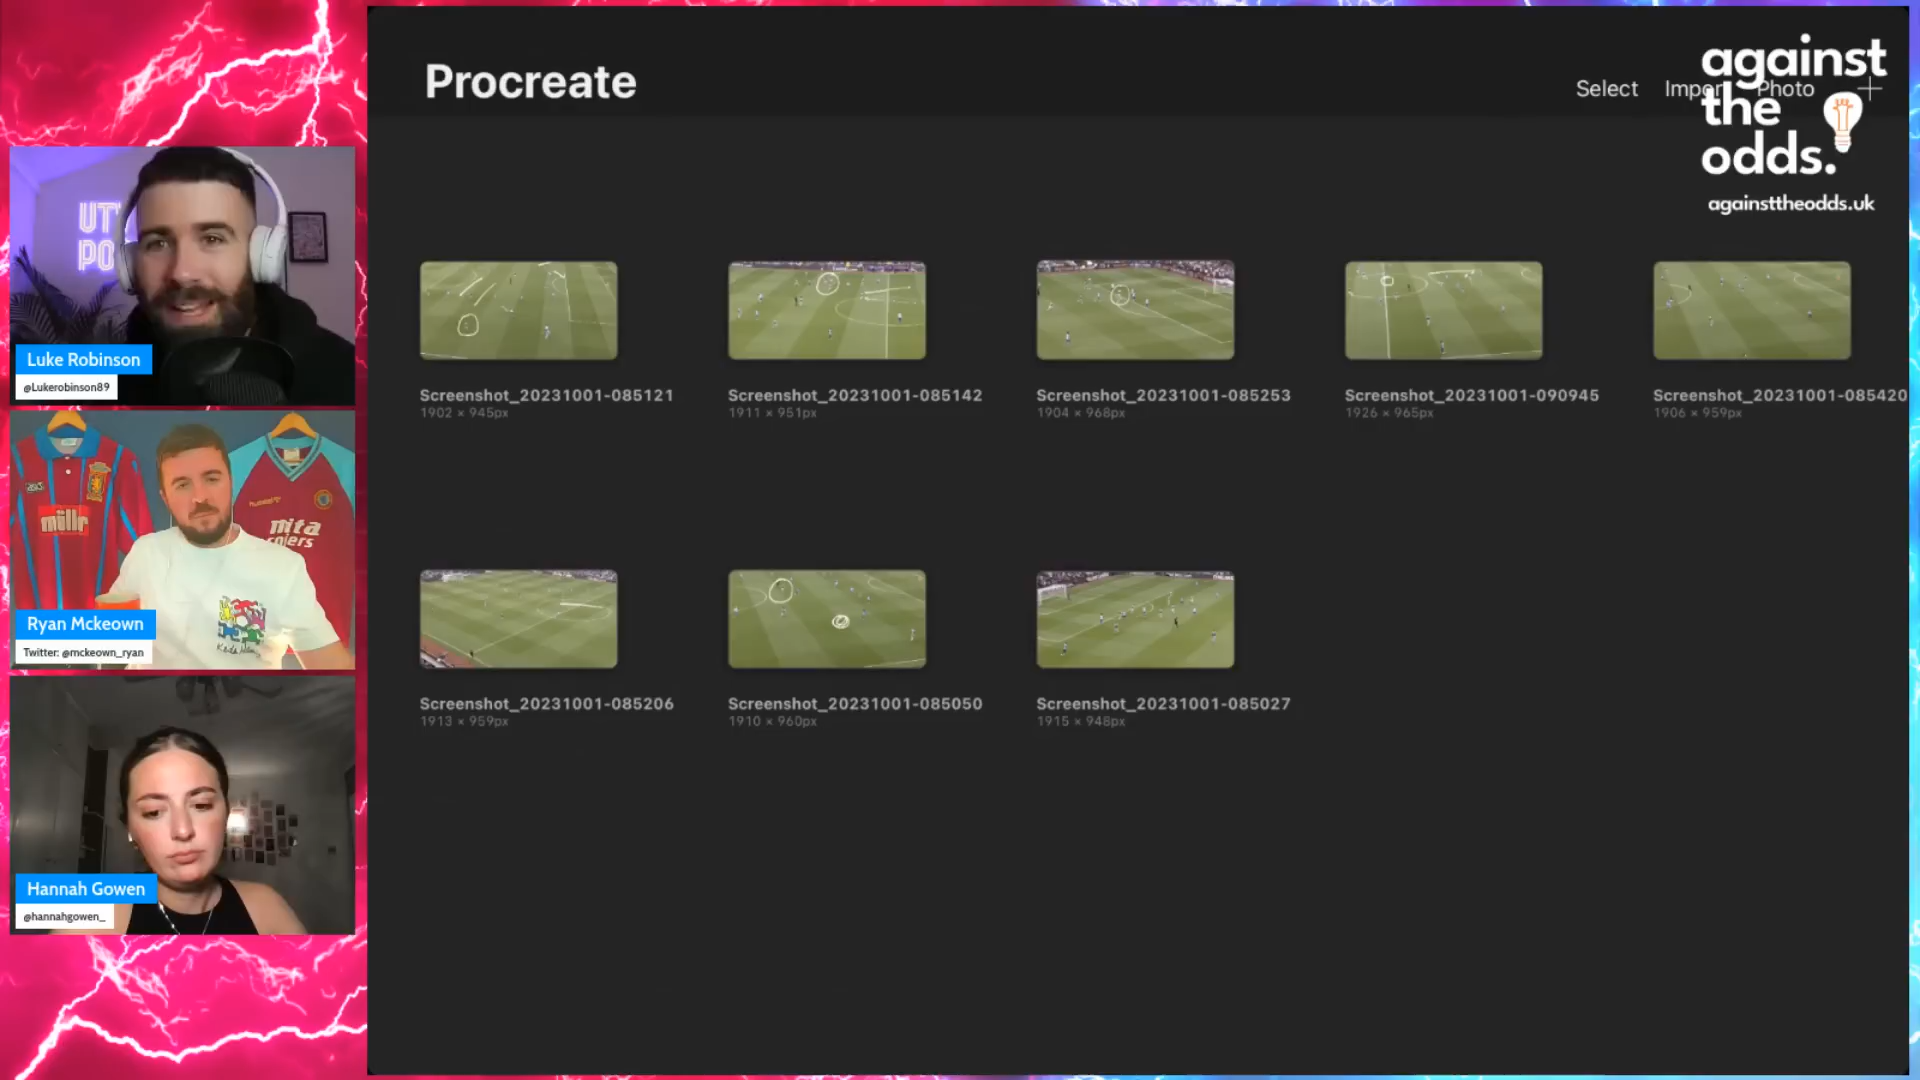 Procreate
Select
Photo
against
the
odds.
againsttheodds.uk
UT
PO
Luke Robinson
@Lukerobinson89
Ryan Mckeown
Twitter: @mckeown_ryan
Hannah Gowen
@hannahgowen_
Screenshot_20231001-085121
1902 × 945px
Screenshot_20231001-085142
1911 × 951px
Screenshot_20231001-085253
1904 × 968px
Screenshot_20231001-090945
1926 × 965px
Screenshot_20231001-085420
1906 × 959px
Screenshot_20231001-085206
1913 × 959px
Screenshot_20231001-085050
1910 × 960px
Screenshot_20231001-085027
1915 × 948px